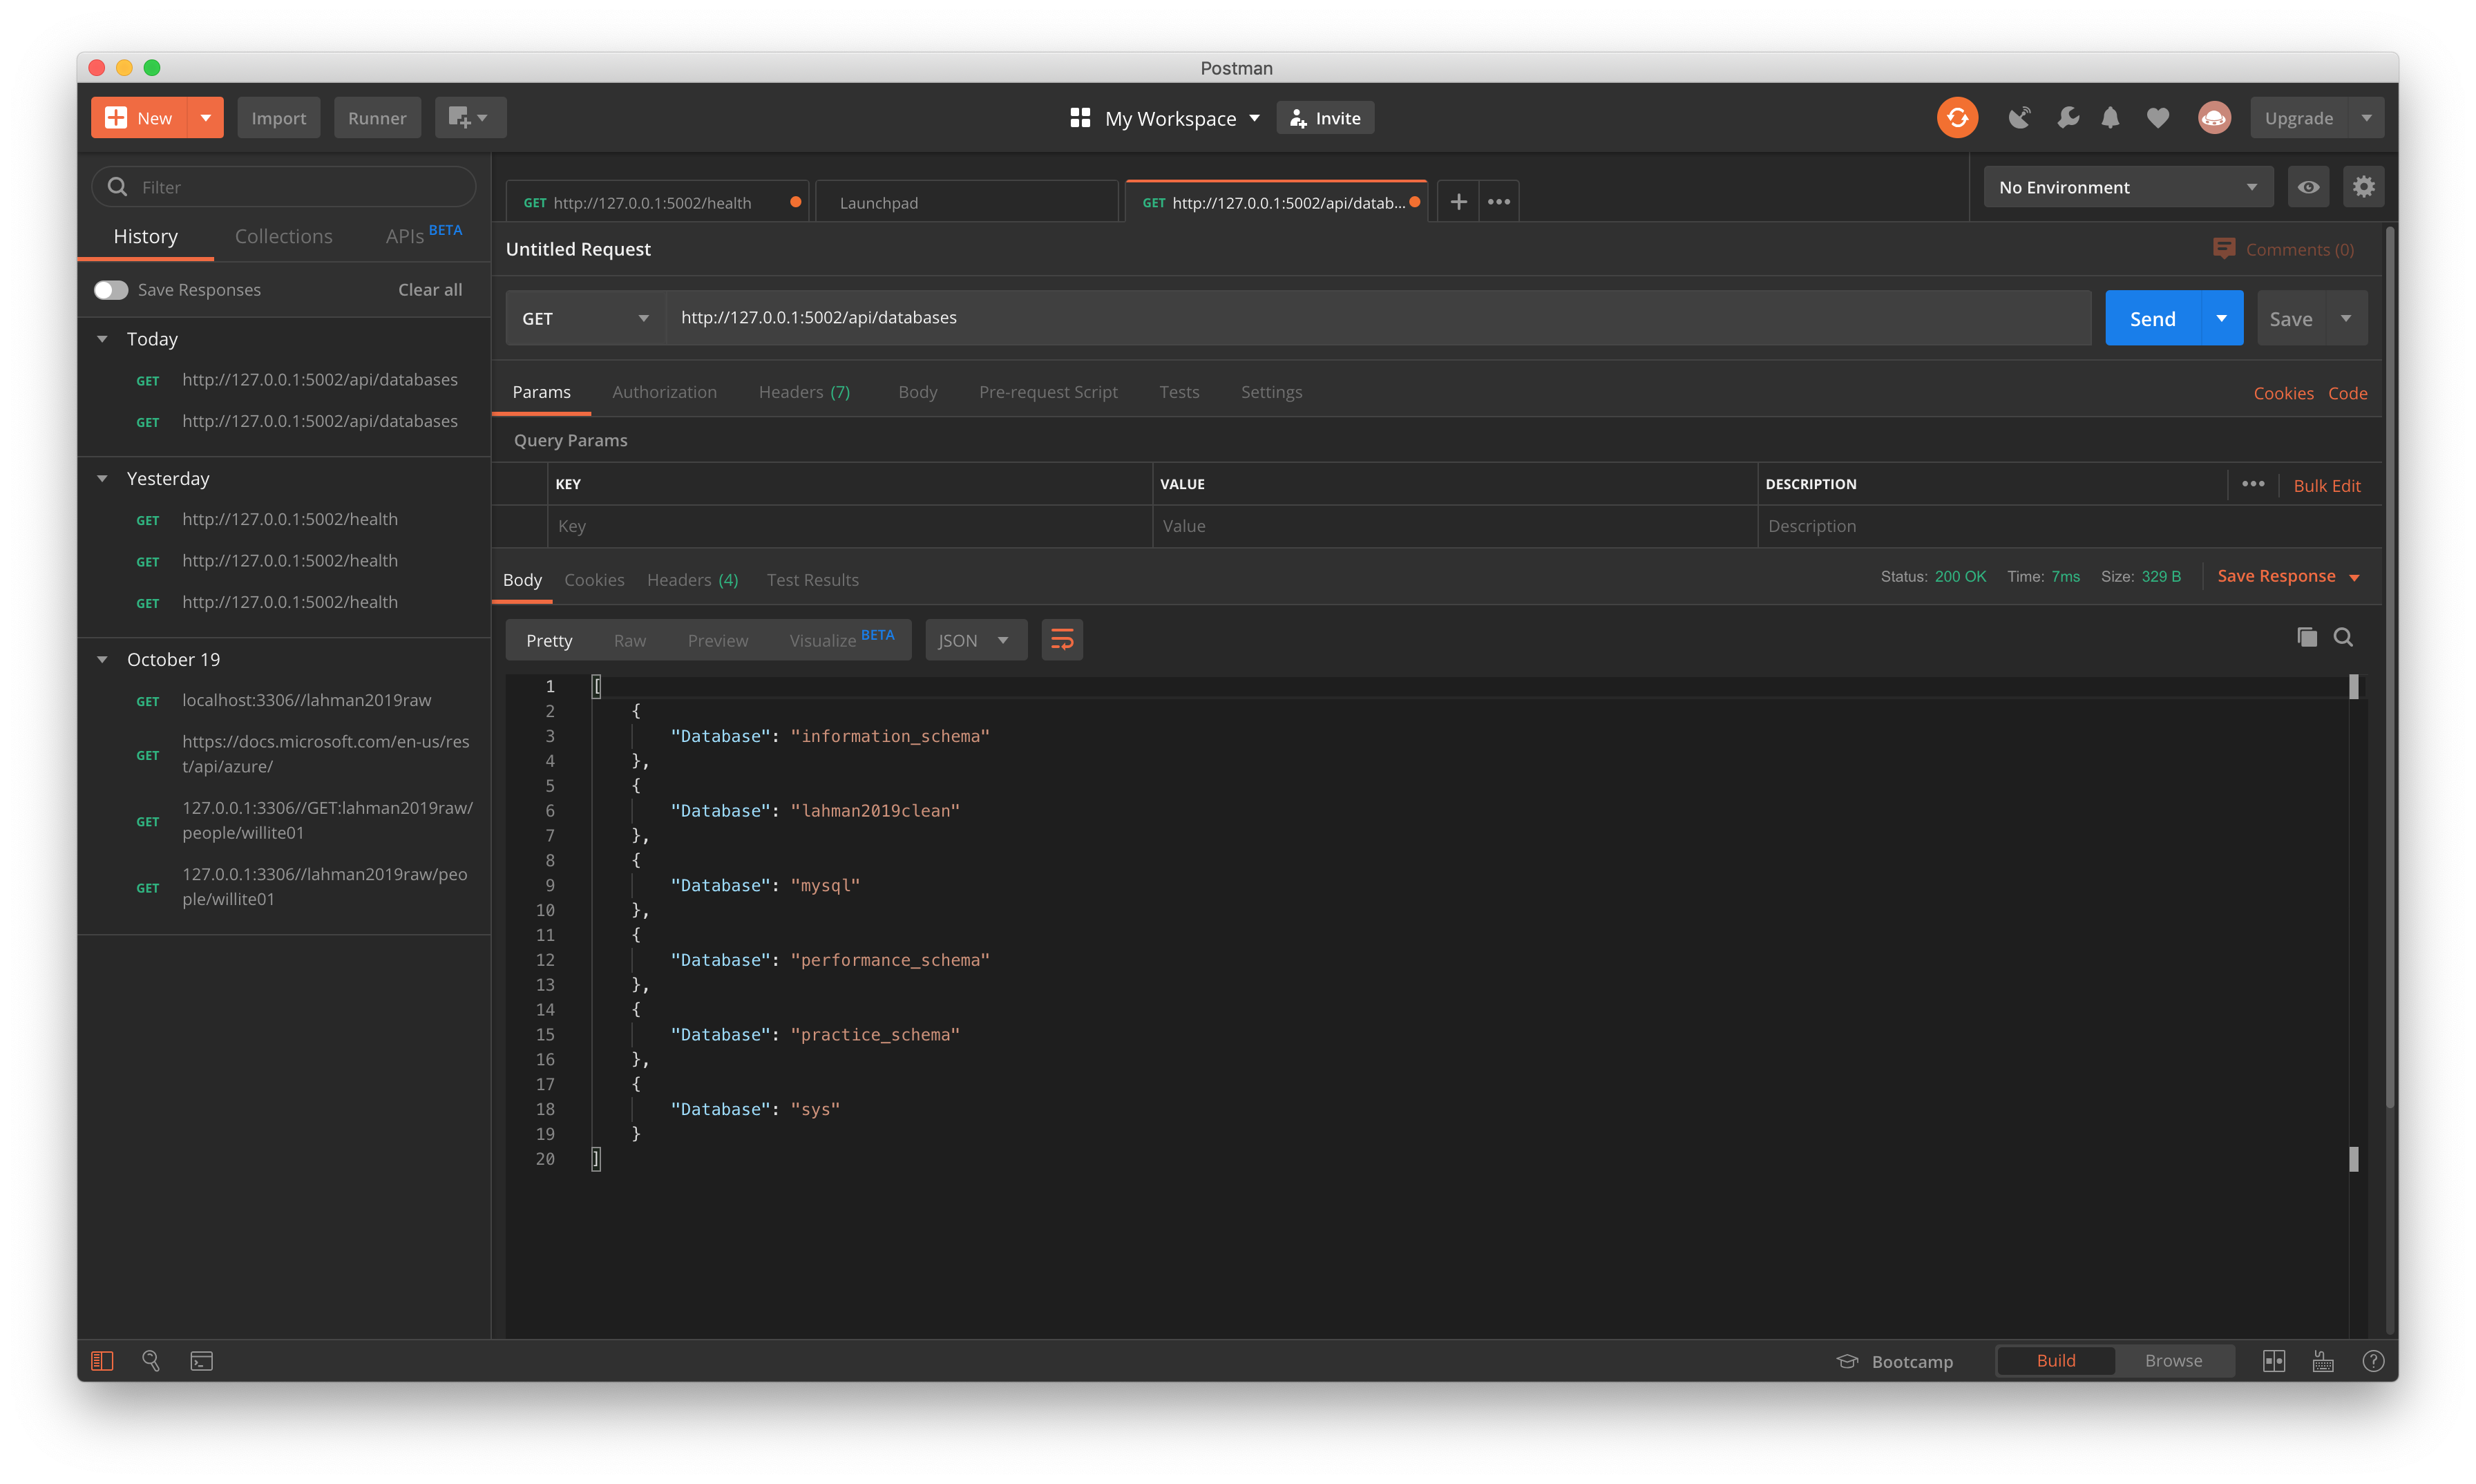 Postman
New
Import
Runner
My Workspace
Invite
Upgrade
Filter
History
Collections
APIs BETA
Save Responses
Clear all
Today
GET http://127.0.0.1:5002/api/databases
GET http://127.0.0.1:5002/api/databases
Yesterday
GET http://127.0.0.1:5002/health
GET http://127.0.0.1:5002/health
GET http://127.0.0.1:5002/health
October 19
GET localhost:3306//lahman2019raw
GET https://docs.microsoft.com/en-us/res
t/api/azure/
GET 127.0.0.1:3306//GET:lahman2019raw/
people/willite01
GET 127.0.0.1:3306//lahman2019raw/peo
ple/willite01
GET http://127.0.0.1:5002/health
Launchpad
GET http://127.0.0.1:5002/api/datab...
No Environment
Untitled Request
Comments (0)
GET
http://127.0.0.1:5002/api/databases
Send
Save
Params
Authorization
Headers (7)
Body
Pre-request Script
Tests
Settings
Cookies
Code
Query Params
KEY
VALUE
DESCRIPTION
Bulk Edit
Key
Value
Description
Body
Cookies
Headers (4)
Test Results
Status: 200 OK
Time: 7ms
Size: 329 B
Save Response
Pretty
Raw
Preview
Visualize BETA
JSON
1 [
2 {
3 "Database": "information_schema"
4 },
5 {
6 "Database": "lahman2019clean"
7 },
8 {
9 "Database": "mysql"
10 },
11 {
12 "Database": "performance_schema"
13 },
14 {
15 "Database": "practice_schema"
16 },
17 {
18 "Database": "sys"
19 }
20 ]
Bootcamp
Build
Browse